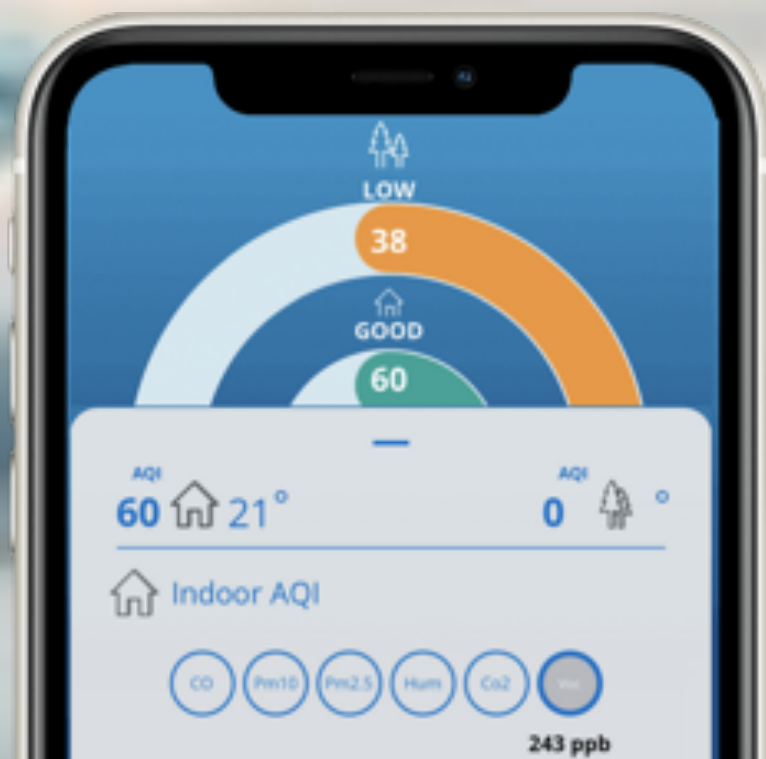 LOW
38
GOOD
60
AQI
60 21°
AQI
0 °
Indoor AQI
CO Pm10 Pm2.5 Hum Co2 Voc
243 ppb